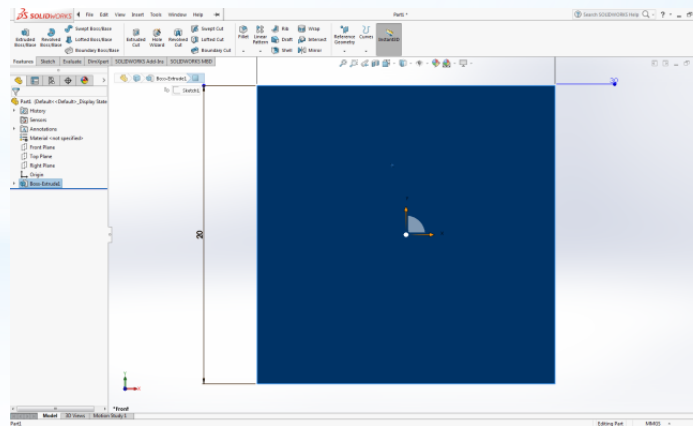 SOLIDWORKS File Edit View Insert Tools Window Help Part1 * Search SOLIDWORKS Help
Extruded Boss/Base Revolved Boss/Base Swept Boss/Base Lofted Boss/Base Boundary Boss/Base Extruded Cut Hole Wizard Revolved Cut Swept Cut Lofted Cut Boundary Cut Fillet Linear Pattern Rib Draft Shell Wrap Intersect Mirror Reference Geometry Curves Instant3D
Features Sketch Evaluate DimXpert SOLIDWORKS Add-Ins SOLIDWORKS MBD
Boss-Extrude1
Sketch1
Part1 (Default<<Default>_Display State
History
Sensors
Annotations
Material <not specified>
Front Plane
Top Plane
Right Plane
Origin
Boss-Extrude1
20
20
*Front
Model 3D Views Motion Study 1
Part1 Editing Part MMGS